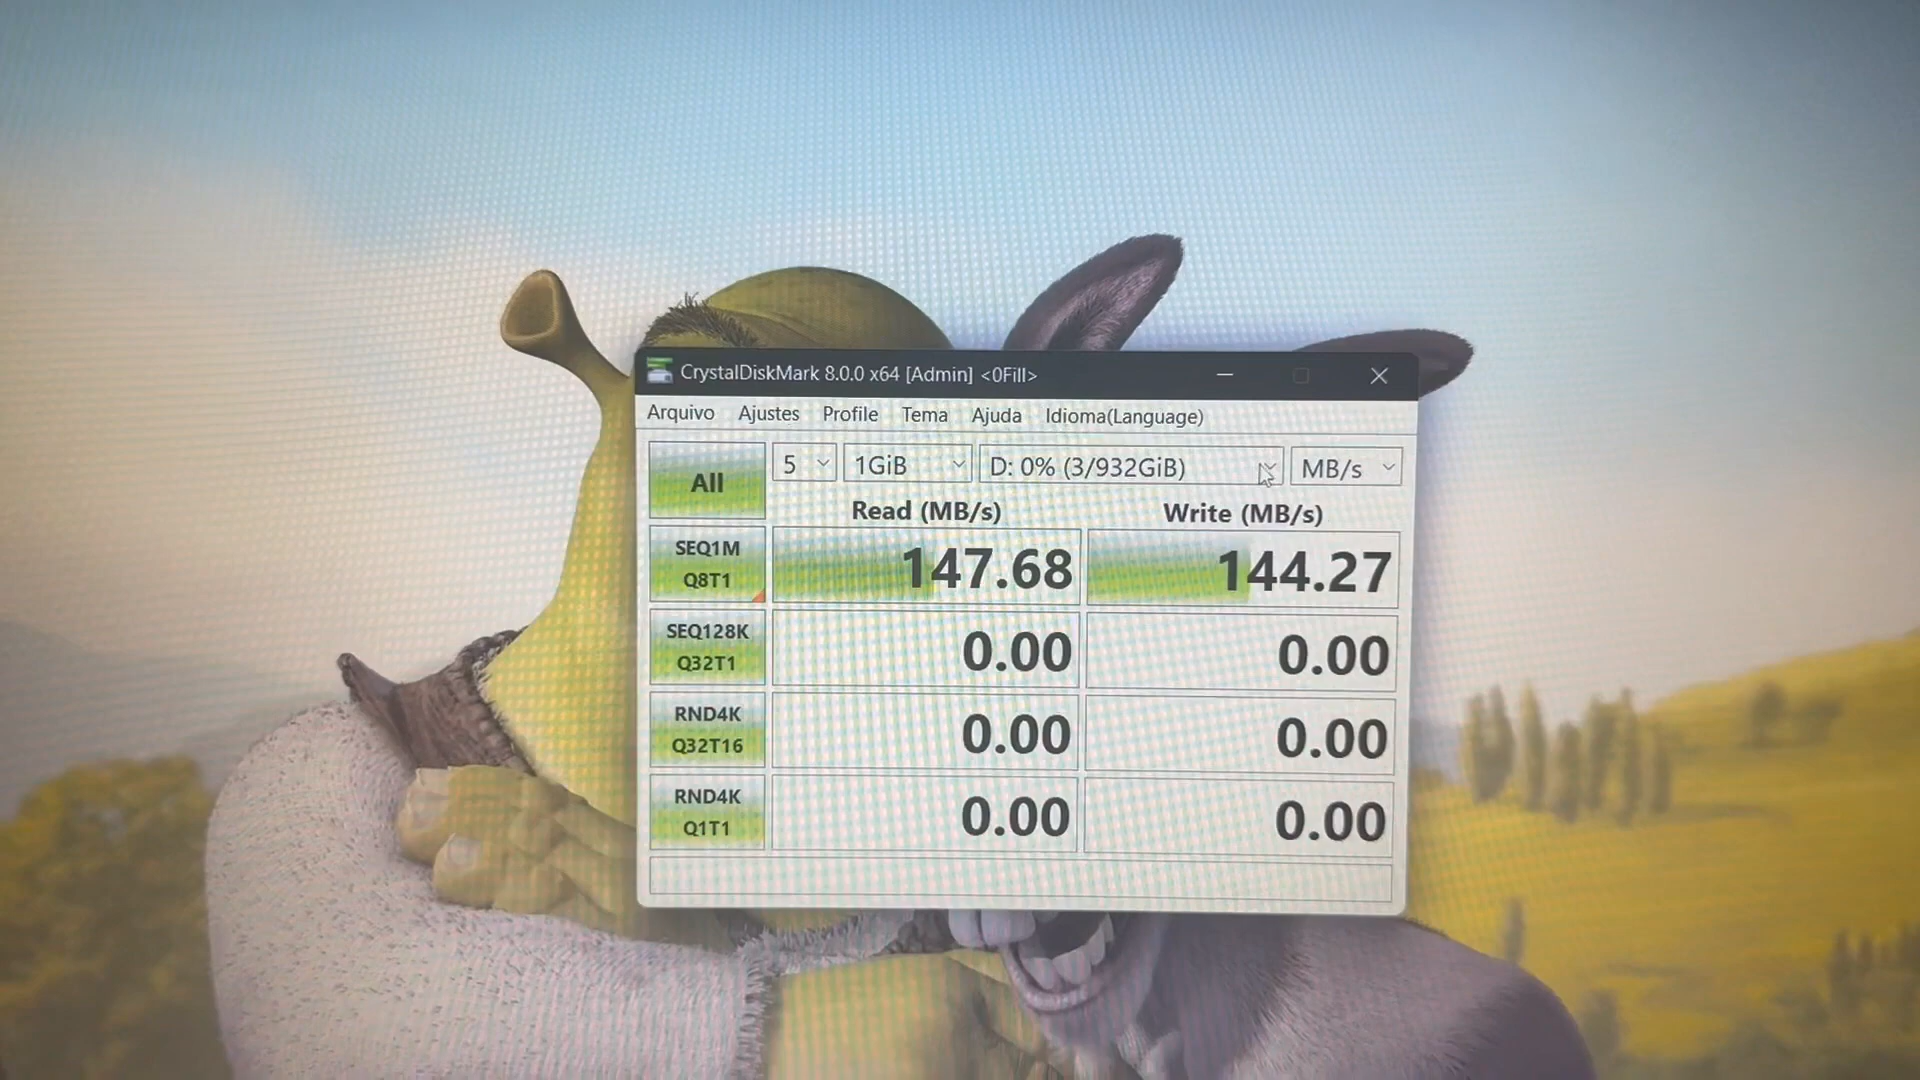 CrystalDiskMark 8.0.0 x64 [Admin] <0Fill>
Arquivo Ajustes Profile Tema Ajuda Idioma(Language)
All 5 1GiB D: 0% (3/932GiB) MB/s
Read (MB/s) Write (MB/s)
SEQ1M
Q8T1 147.68 144.27
SEQ128K
Q32T1 0.00 0.00
RND4K
Q32T16 0.00 0.00
RND4K
Q1T1 0.00 0.00